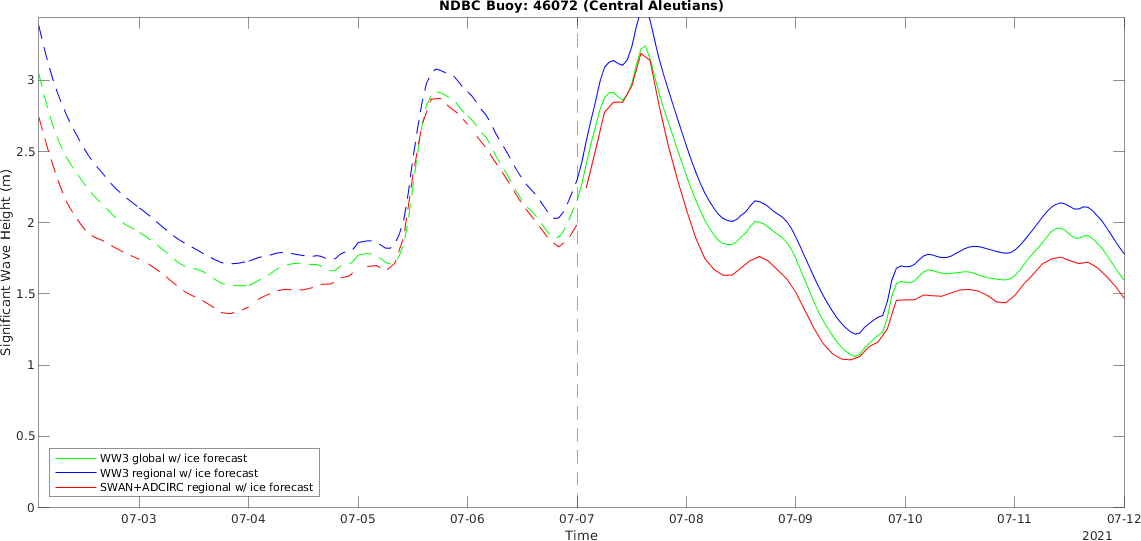 NDBC Buoy: 46072 (Central Aleutians)
Significant Wave Height (m)
3
2.5
2
1.5
1
0.5
0
WW3 global w/ ice forecast
WW3 regional w/ ice forecast
SWAN+ADCIRC regional w/ ice forecast
07-03 07-04 07-05 07-06 07-07 07-08 07-09 07-10 07-11 07-12
Time
2021